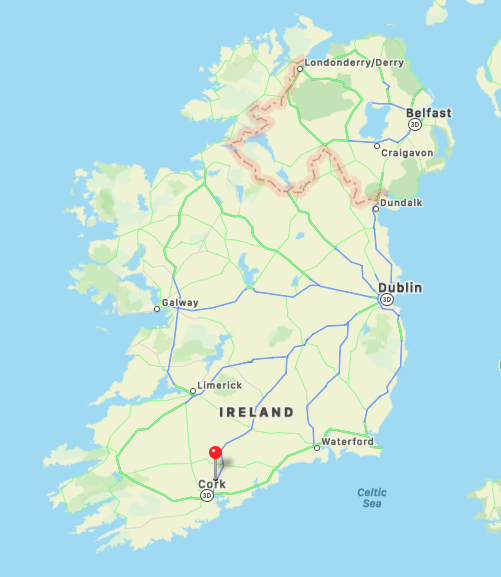 Londonderry/Derry
Belfast
3D
Craigavon
Dundalk
Dublin
3D
Galway
Limerick
IRELAND
Waterford
Cork
3D
Celtic
Sea